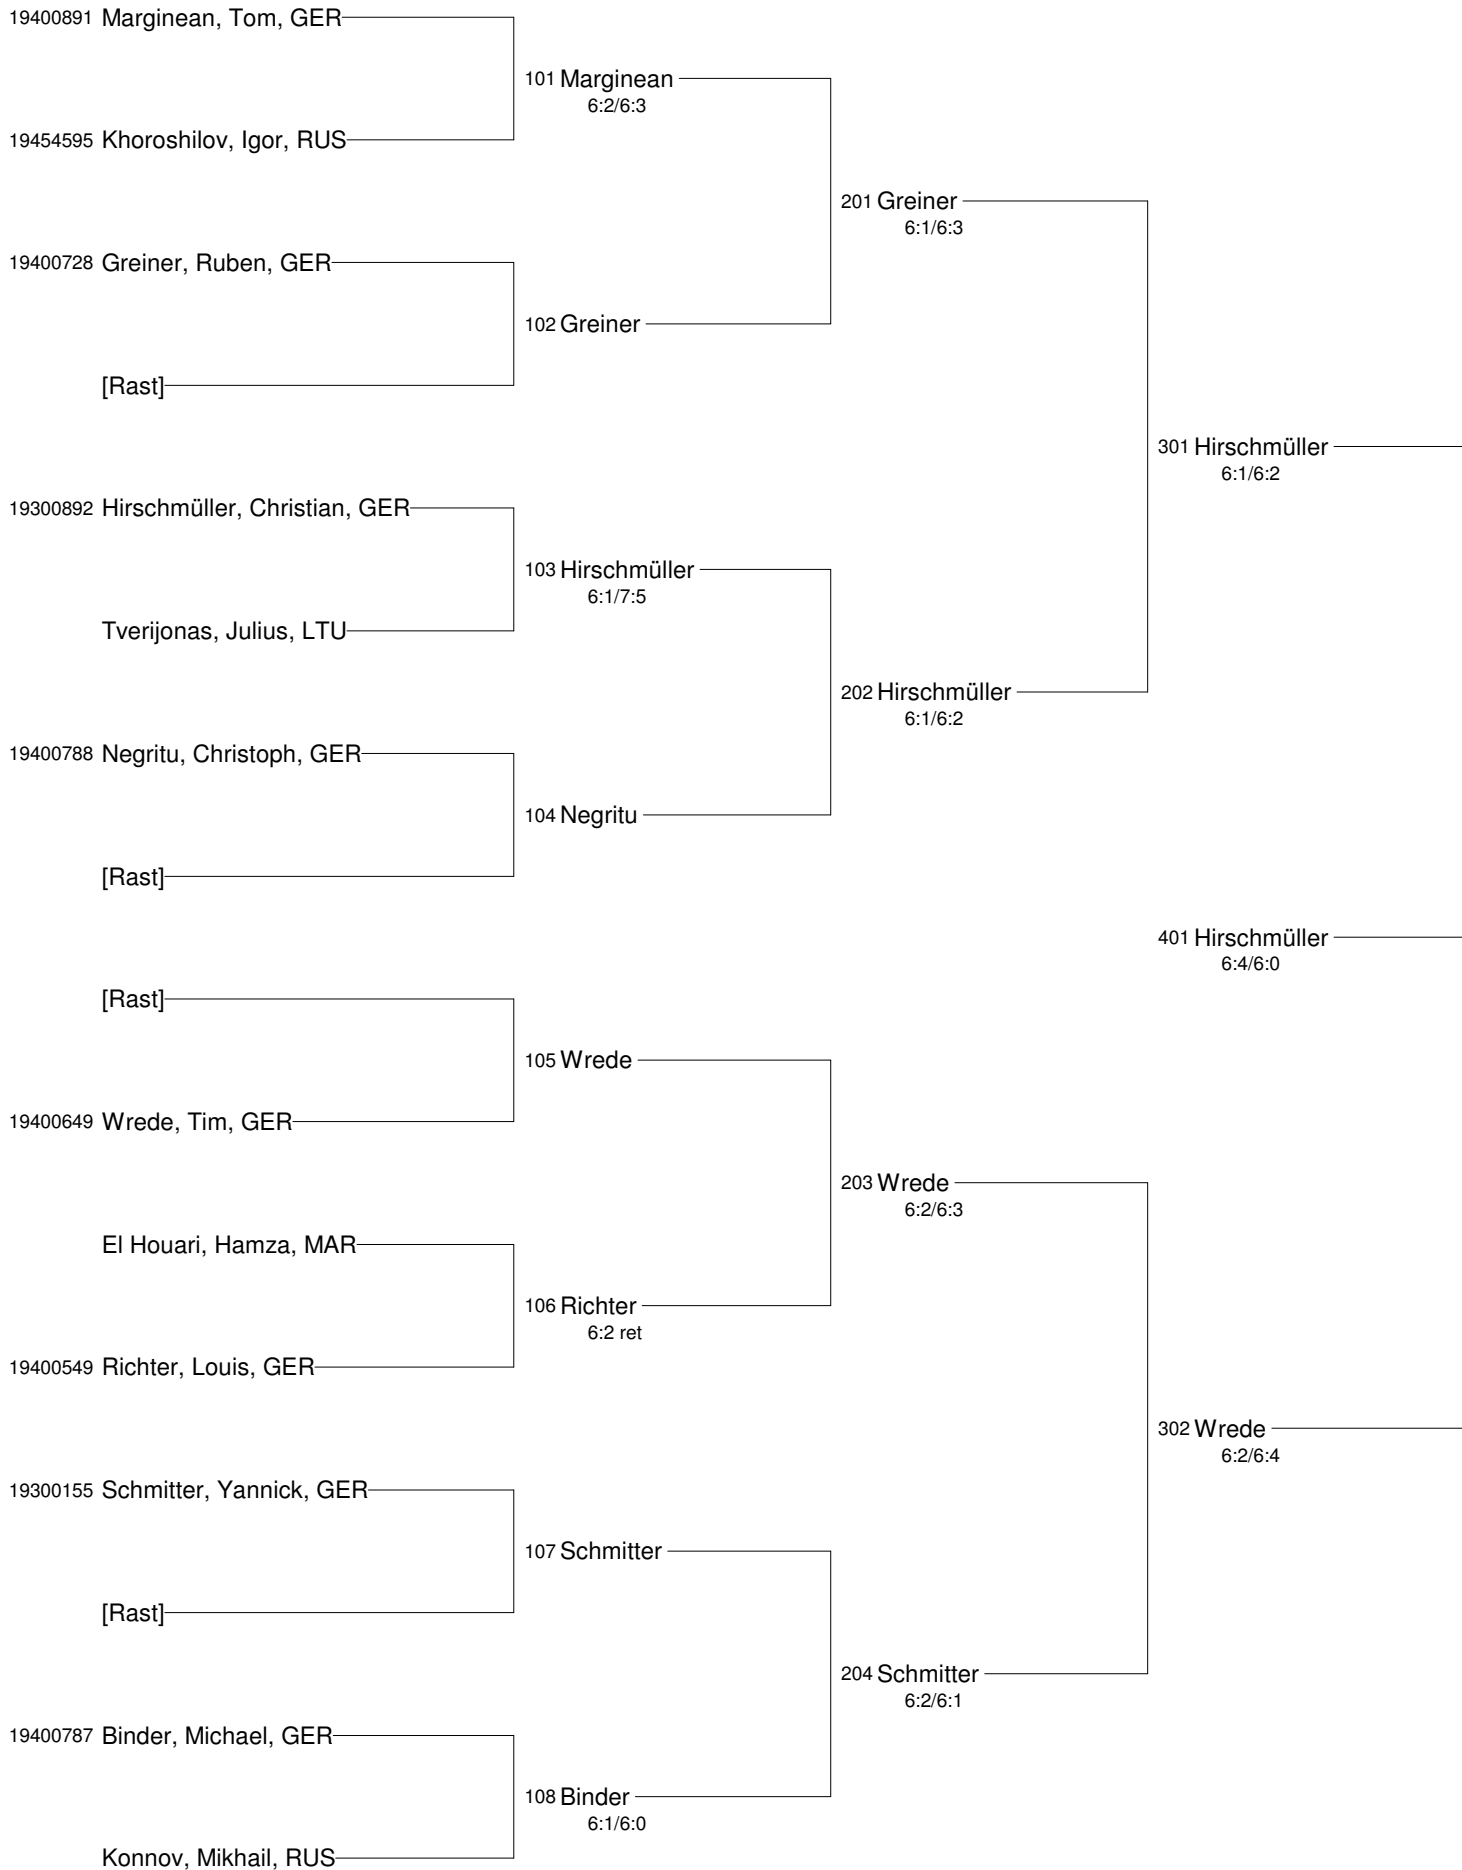 19400891 Marginean, Tom, GER
101 Marginean
6:2/6:3
19454595 Khoroshilov, Igor, RUS
201 Greiner
6:1/6:3
19400728 Greiner, Ruben, GER
102 Greiner
[Rast]
301 Hirschmüller
6:1/6:2
19300892 Hirschmüller, Christian, GER
103 Hirschmüller
6:1/7:5
Tverijonas, Julius, LTU
202 Hirschmüller
6:1/6:2
19400788 Negritu, Christoph, GER
104 Negritu
[Rast]
401 Hirschmüller
6:4/6:0
[Rast]
105 Wrede
19400649 Wrede, Tim, GER
203 Wrede
6:2/6:3
El Houari, Hamza, MAR
106 Richter
6:2 ret
19400549 Richter, Louis, GER
302 Wrede
6:2/6:4
19300155 Schmitter, Yannick, GER
107 Schmitter
[Rast]
204 Schmitter
6:2/6:1
19400787 Binder, Michael, GER
108 Binder
6:1/6:0
Konnov, Mikhail, RUS